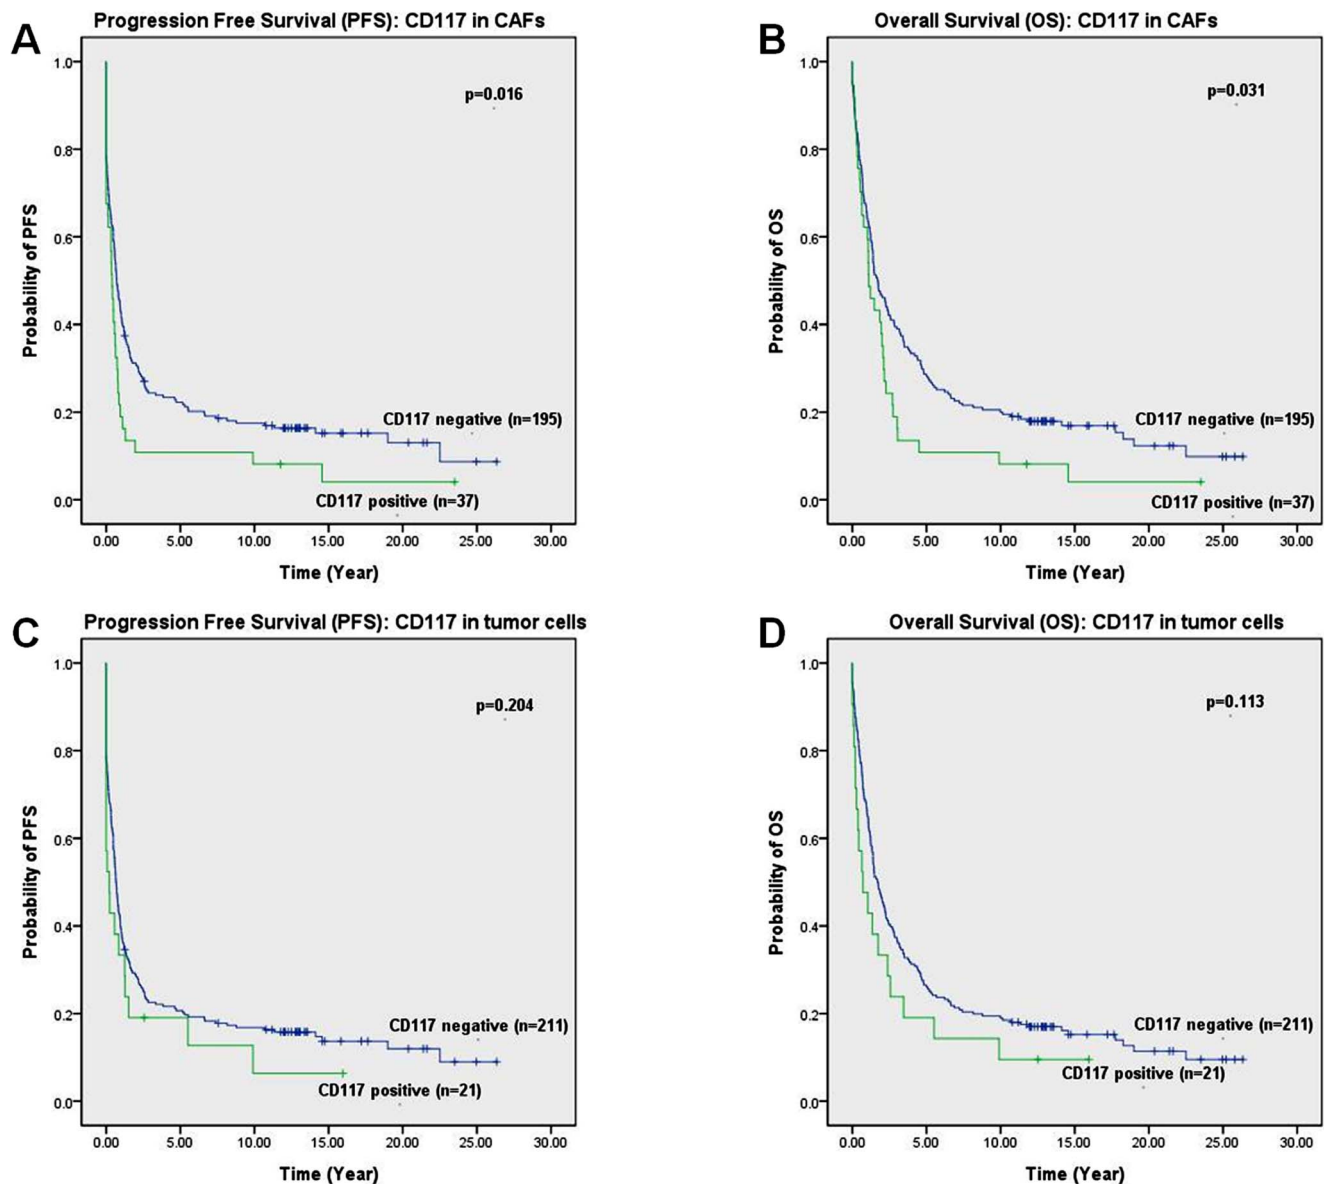 A
Progression Free Survival (PFS): CD117 in CAFs
p=0.016
Probability of PFS
1.0
0.8
0.6
0.4
0.2
0.0
CD117 negative (n=195)
CD117 positive (n=37)
0.00 5.00 10.00 15.00 20.00 25.00 30.00
Time (Year)
B
Overall Survival (OS): CD117 in CAFs
p=0.031
Probability of OS
1.0
0.8
0.6
0.4
0.2
0.0
CD117 negative (n=195)
CD117 positive (n=37)
0.00 5.00 10.00 15.00 20.00 25.00 30.00
Time (Year)
C
Progression Free Survival (PFS): CD117 in tumor cells
p=0.204
Probability of PFS
1.0
0.8
0.6
0.4
0.2
0.0
CD117 negative (n=211)
CD117 positive (n=21)
0.00 5.00 10.00 15.00 20.00 25.00 30.00
Time (Year)
D
Overall Survival (OS): CD117 in tumor cells
p=0.113
Probability of OS
1.0
0.8
0.6
0.4
0.2
0.0
CD117 negative (n=211)
CD117 positive (n=21)
0.00 5.00 10.00 15.00 20.00 25.00 30.00
Time (Year)